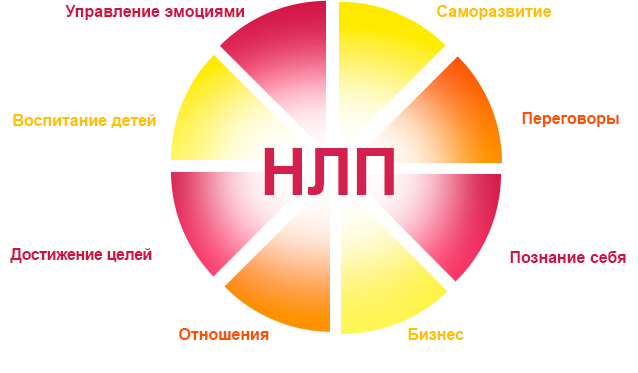 Управление эмоциями
Саморазвитие
Воспитание детей
Переговоры
НЛП
Достижение целей
Познание себя
Отношения
Бизнес